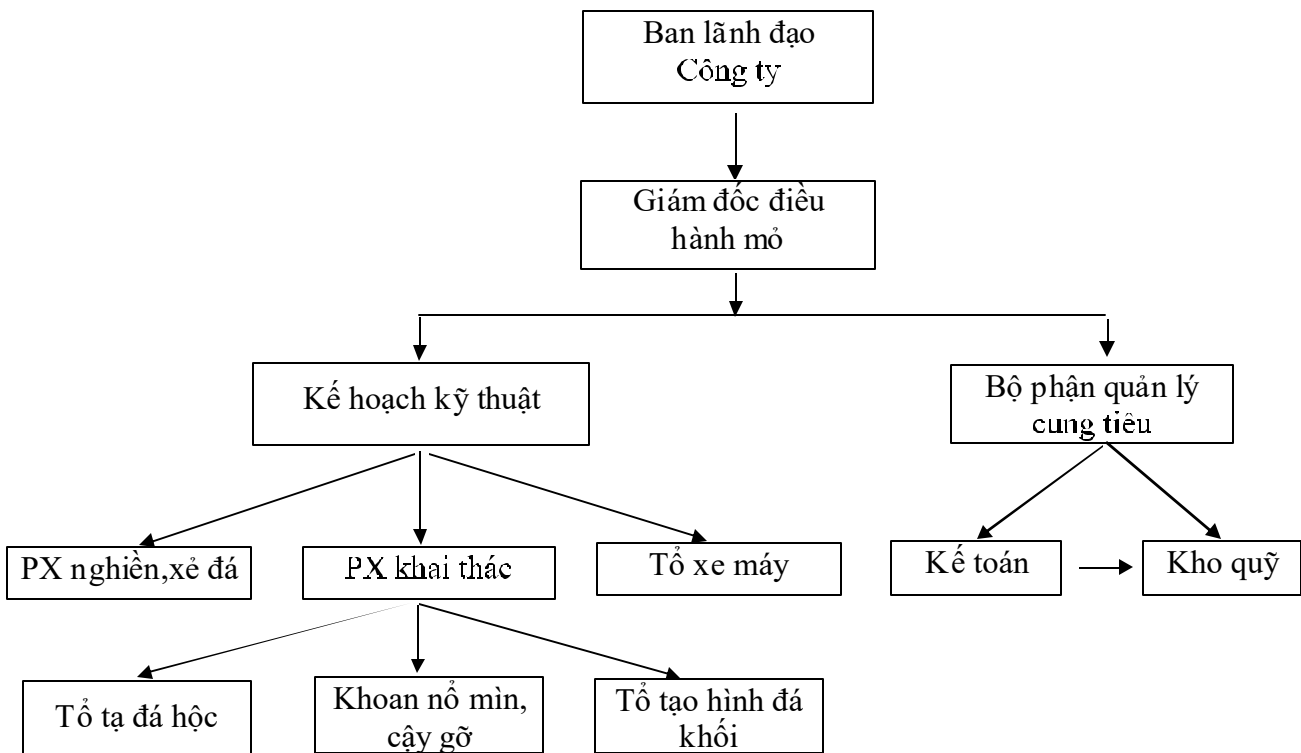 Ban lãnh đạo
Công ty
Giám đốc điều
hành mỏ
Kế hoạch kỹ thuật
Bộ phận quản lý
cung tiêu
PX nghiền,xẻ đá
PX khai thác
Tổ xe máy
Kế toán
Kho quỹ
Tổ tạ đá hộc
Khoan nổ mìn,
cậy gỡ
Tổ tạo hình đá
khối